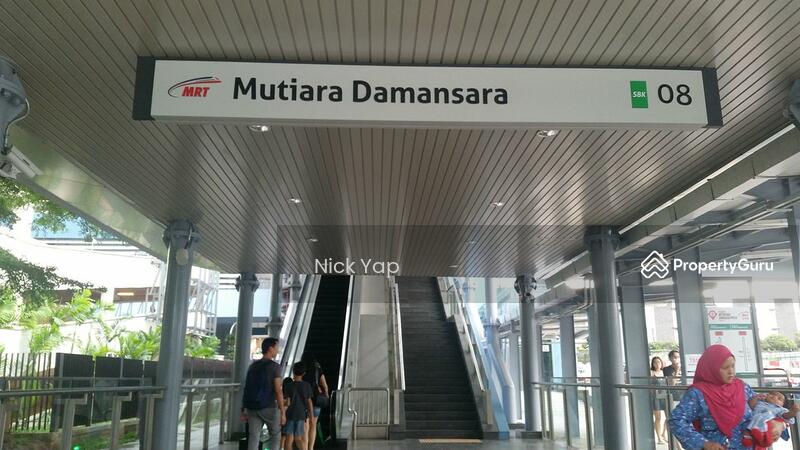 MRT Mutiara Damansara SBK 08
Nick Yap
PropertyGuru